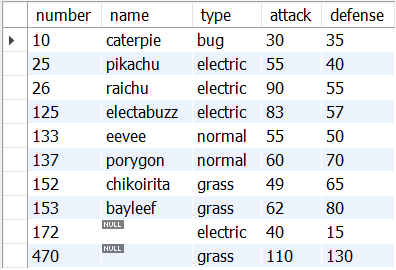 number name type attack defense
10 caterpie bug 30 35
25 pikachu electric 55 40
26 raichu electric 90 55
125 electabuzz electric 83 57
133 eevee normal 55 50
137 porygon normal 60 70
152 chikoirita grass 49 65
153 bayleef grass 62 80
172 NULL electric 40 15
470 NULL grass 110 130